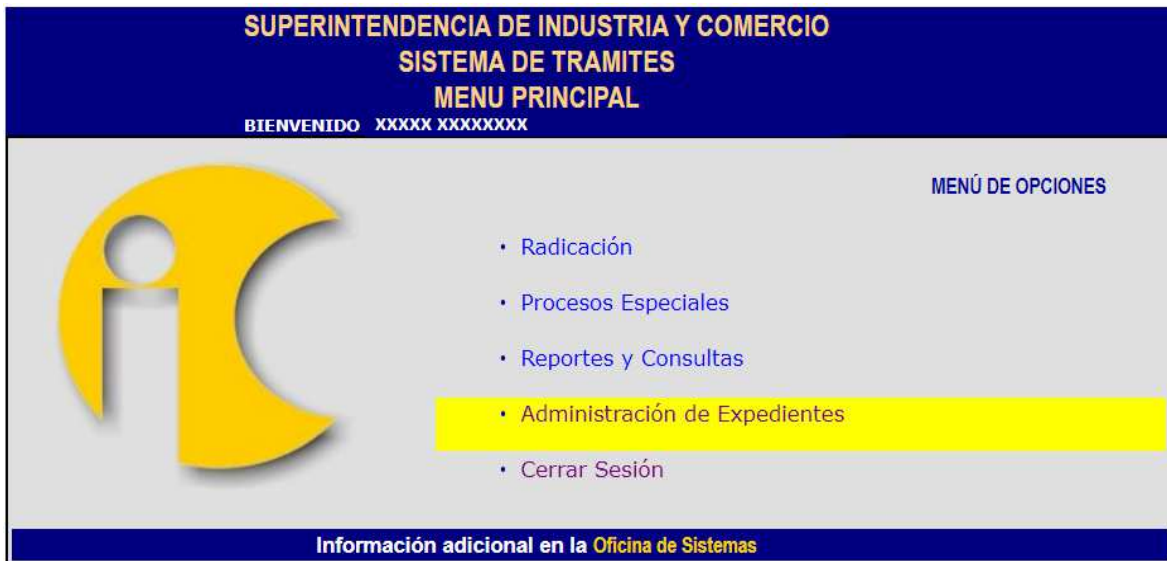 SUPERINTENDENCIA DE INDUSTRIA Y COMERCIO
SISTEMA DE TRAMITES
MENU PRINCIPAL
BIENVENIDO XXXXX XXXXXXXX
MENÚ DE OPCIONES
• Radicación
• Procesos Especiales
• Reportes y Consultas
• Administración de Expedientes
• Cerrar Sesión
Información adicional en la Oficina de Sistemas